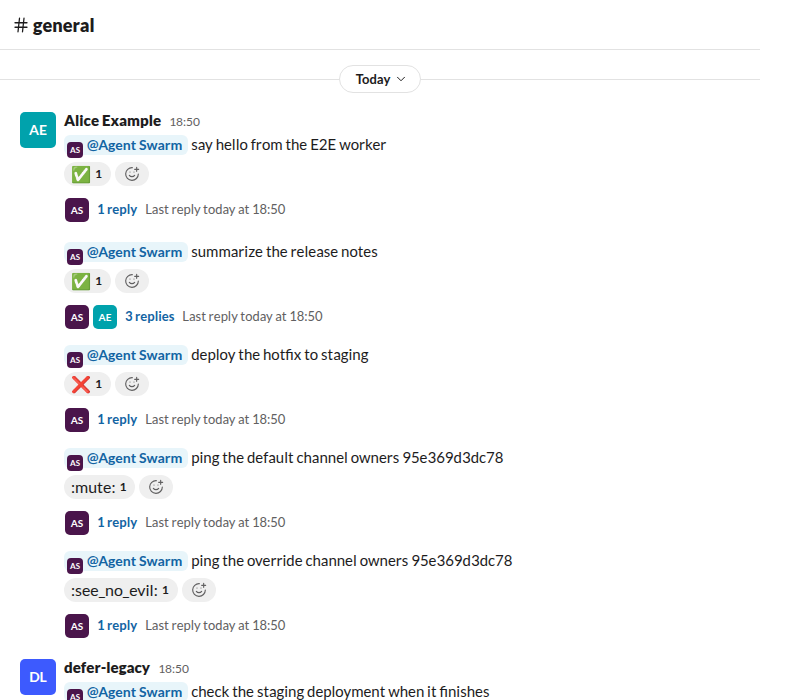 # general
Today
AE
Alice Example 18:50
AS @Agent Swarm say hello from the E2E worker
✅ 1
AS 1 reply Last reply today at 18:50
AS @Agent Swarm summarize the release notes
✅ 1
AS AE 3 replies Last reply today at 18:50
AS @Agent Swarm deploy the hotfix to staging
❌ 1
AS 1 reply Last reply today at 18:50
AS @Agent Swarm ping the default channel owners 95e369d3dc78
:mute: 1
AS 1 reply Last reply today at 18:50
AS @Agent Swarm ping the override channel owners 95e369d3dc78
:see_no_evil: 1
AS 1 reply Last reply today at 18:50
DL
defer-legacy 18:50
AS @Agent Swarm check the staging deployment when it finishes